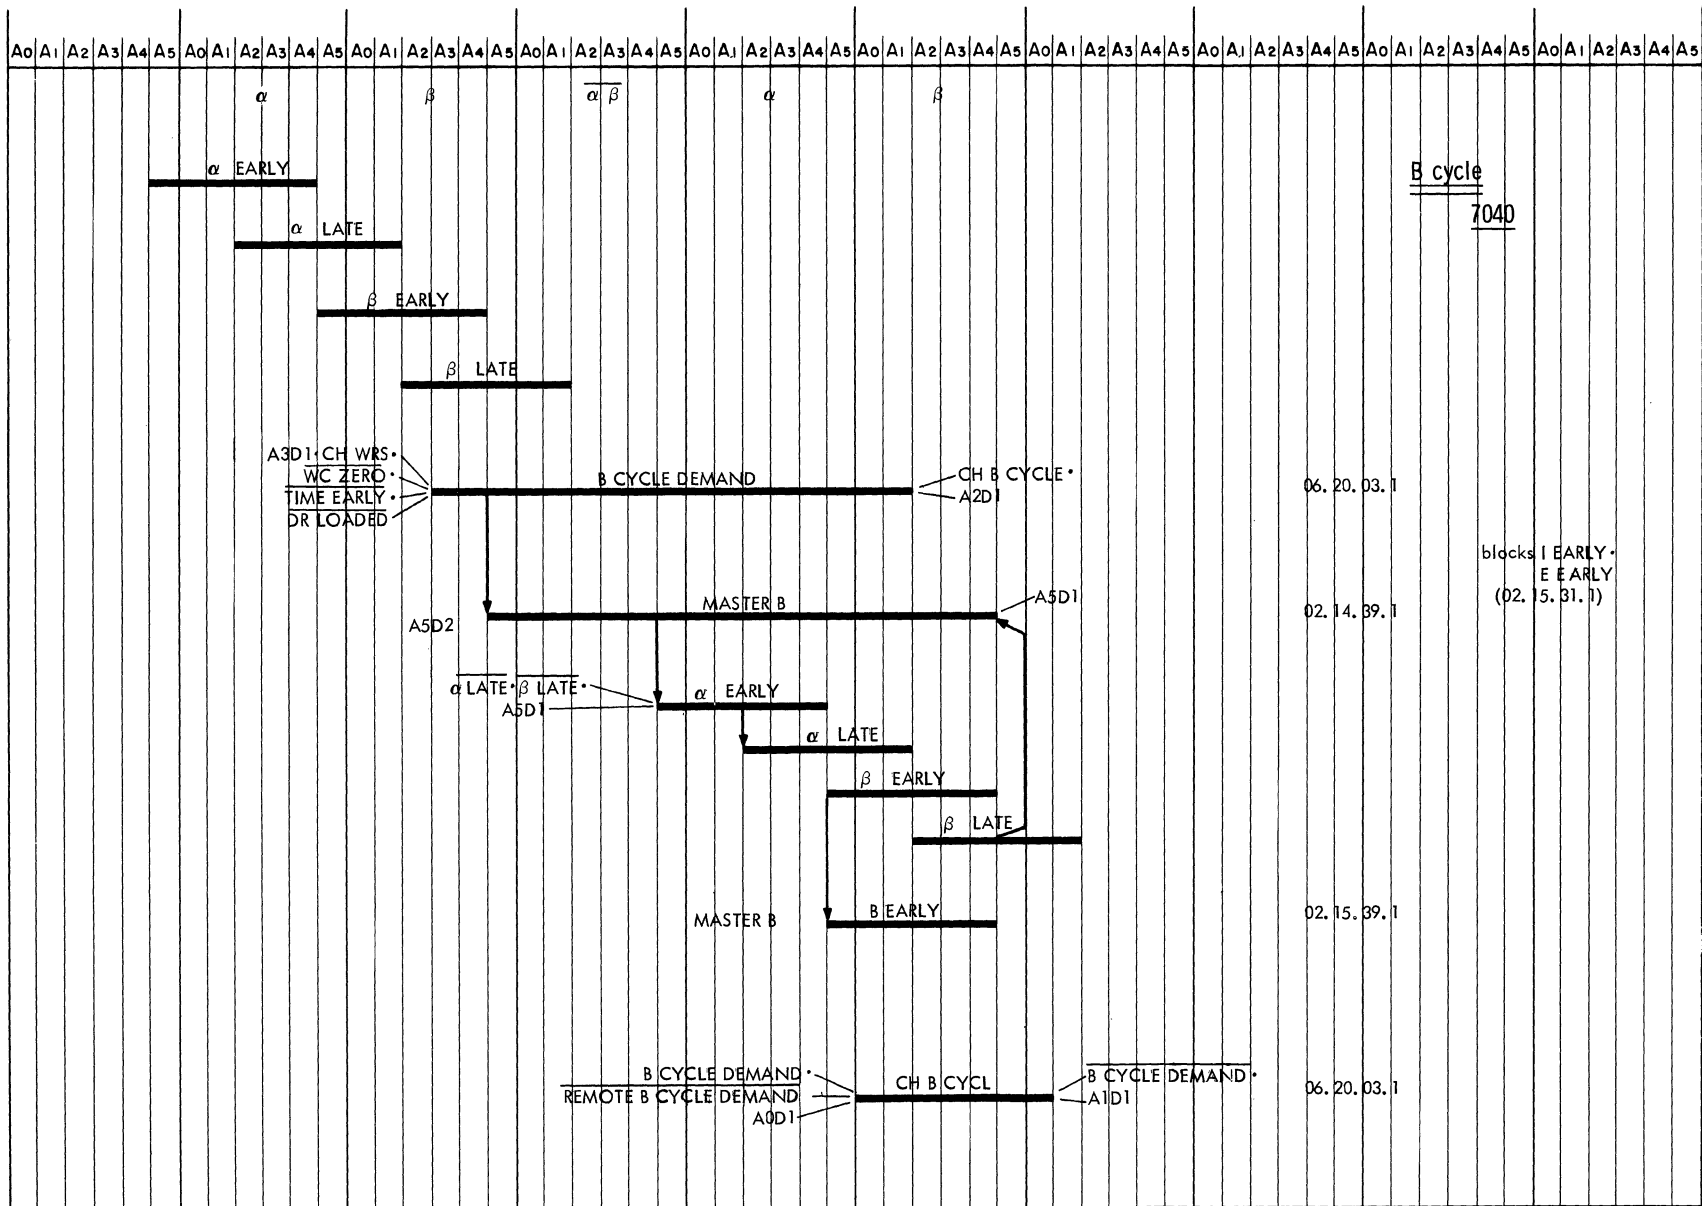 A0 A1 A2 A3 A4 A5 A0 A1 A2 A3 A4 A5 A0 A1 A2 A3 A4 A5 A0 A1 A2 A3 A4 A5 A0 A1 A2 A3 A4 A5 A0 A1 A2 A3 A4 A5 A0 A1 A2 A3 A4 A5 A0 A1 A2 A3 A4 A5 A0 A1 A2 A3 A4 A5 A0 A1 A2 A3 A4 A5
α β α β α β
α EARLY
B cycle
7040
α LATE
β EARLY
β LATE
A3D1·CH WRS·
WC ZERO·
TIME EARLY·
DR LOADED
B CYCLE DEMAND
CH B CYCLE·
A2D1
06.20.03.1
blocks I EARLY·
E EARLY
(02.15.31.1)
MASTER B
A5D1
A5D2
02.14.39.1
α LATE·β LATE·
A5D1
α EARLY
α LATE
β EARLY
β LATE
MASTER B
B EARLY
02.15.39.1
B CYCLE DEMAND·
REMOTE B CYCLE DEMAND
A0D1
CH B CYCL
B CYCLE DEMAND·
A1D1
06.20.03.1